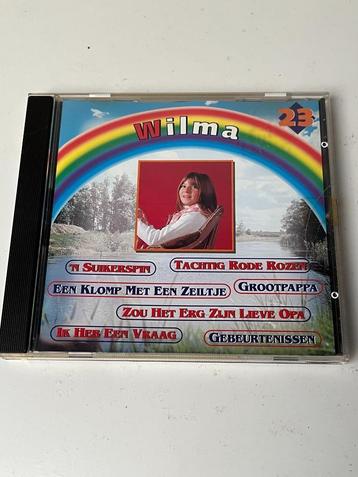 Wilma
23
'n Suikerspin
Tachtig Rode Rozen
Een Klomp Met Een Zeiltje
Grootpappa
Zou Het Erg Zijn Lieve Opa
Ik Heb Een Vraag
Gebeurtenissen